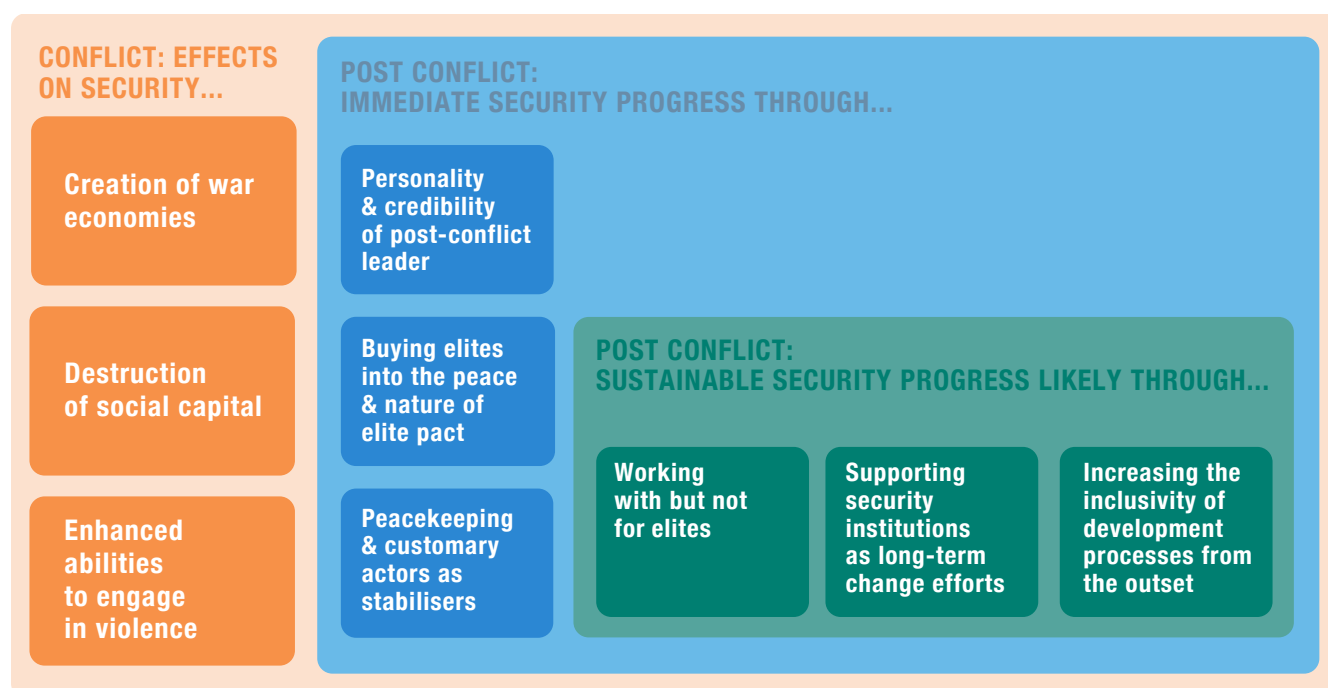 CONFLICT: EFFECTS
ON SECURITY...
Creation of war
economies
Destruction
of social capital
Enhanced
abilities
to engage
in violence
POST CONFLICT:
IMMEDIATE SECURITY PROGRESS THROUGH...
Personality
& credibility
of post-conflict
leader
Buying elites
into the peace
& nature of
elite pact
Peacekeeping
& customary
actors as
stabilisers
POST CONFLICT:
SUSTAINABLE SECURITY PROGRESS LIKELY THROUGH...
Working
with but not
for elites
Supporting
security
institutions
as long-term
change efforts
Increasing the
inclusivity of
development
processes from
the outset